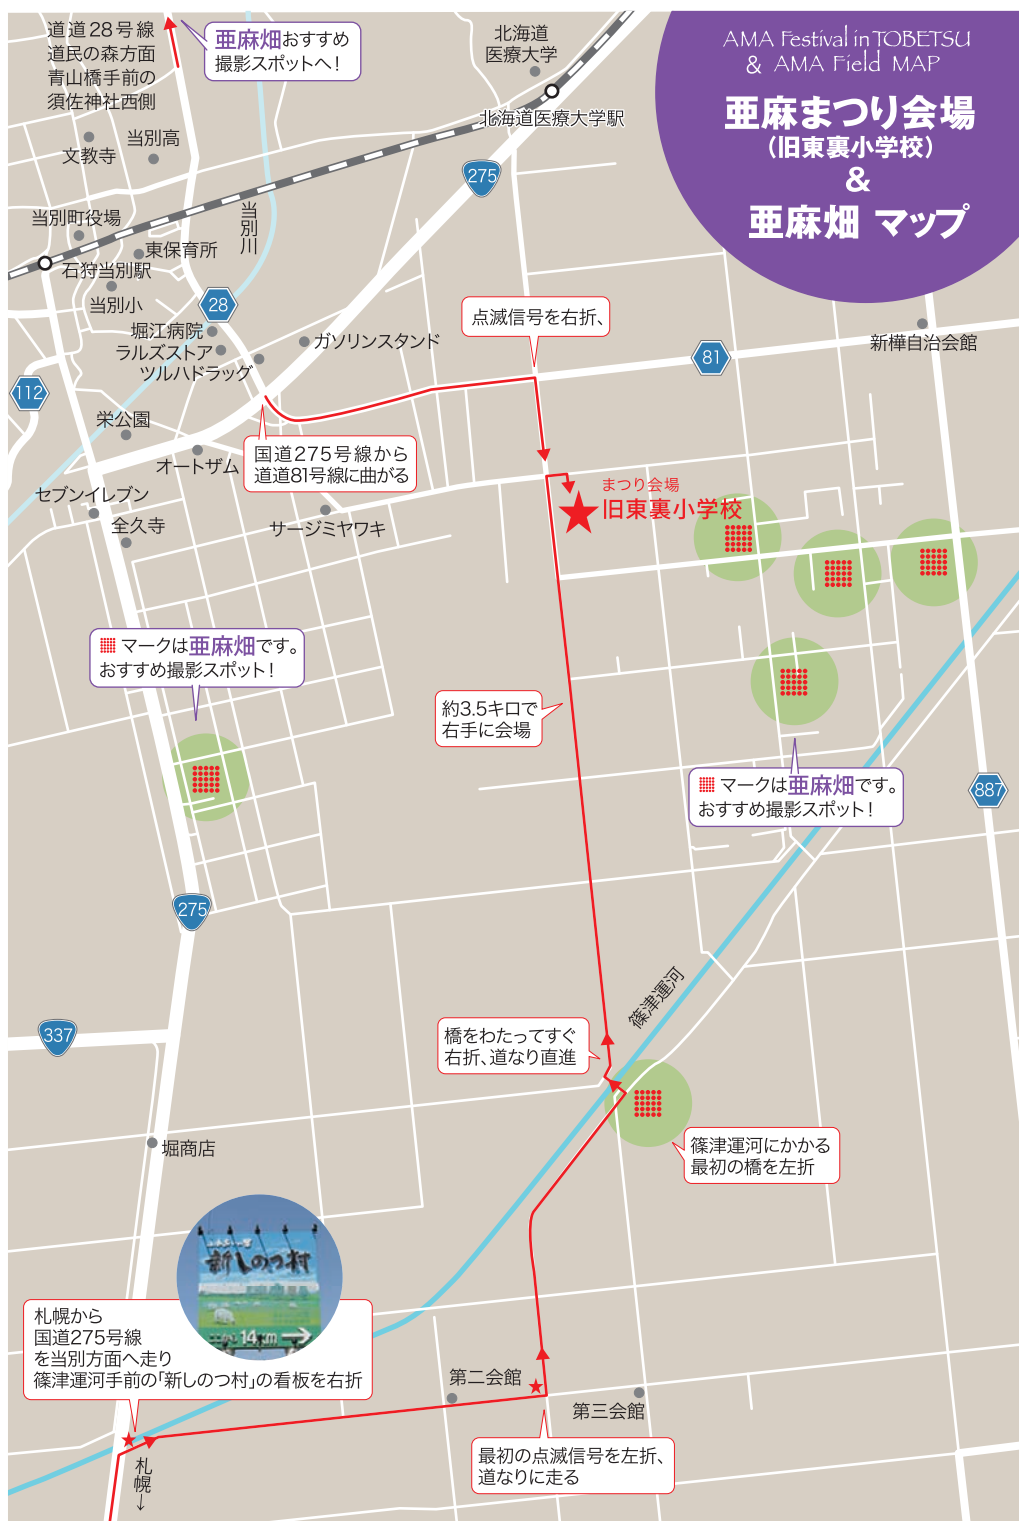 AMA Festival in TOBETSU
& AMA Field MAP
亜麻まつり会場
（旧東裏小学校）
&
亜麻畑 マップ
道道28号線
道民の森方面
青山橋手前の
須佐神社西側
亜麻畑おすすめ
撮影スポットへ！
北海道
医療大学
北海道医療大学駅
文教寺
当別高
275
当別町役場
東保育所
当別川
石狩当別駅
当別小
28
堀江病院
ラルズストア
ツルハドラッグ
ガソリンスタンド
点滅信号を右折、
81
新樺自治会館
112
栄公園
オートザム
国道275号線から
道道81号線に曲がる
セブンイレブン
全久寺
サージミヤワキ
まつり会場
旧東裏小学校
マークは亜麻畑です。
おすすめ撮影スポット！
約3.5キロで
右手に会場
マークは亜麻畑です。
おすすめ撮影スポット！
887
275
337
篠津運河
橋をわたってすぐ
右折、道なり直進
堀商店
篠津運河にかかる
最初の橋を左折
新しのつ村
14km
札幌から
国道275号線
を当別方面へ走り
篠津運河手前の「新しのつ村」の看板を右折
第二会館
第三会館
最初の点滅信号を左折、
道なりに走る
札幌→